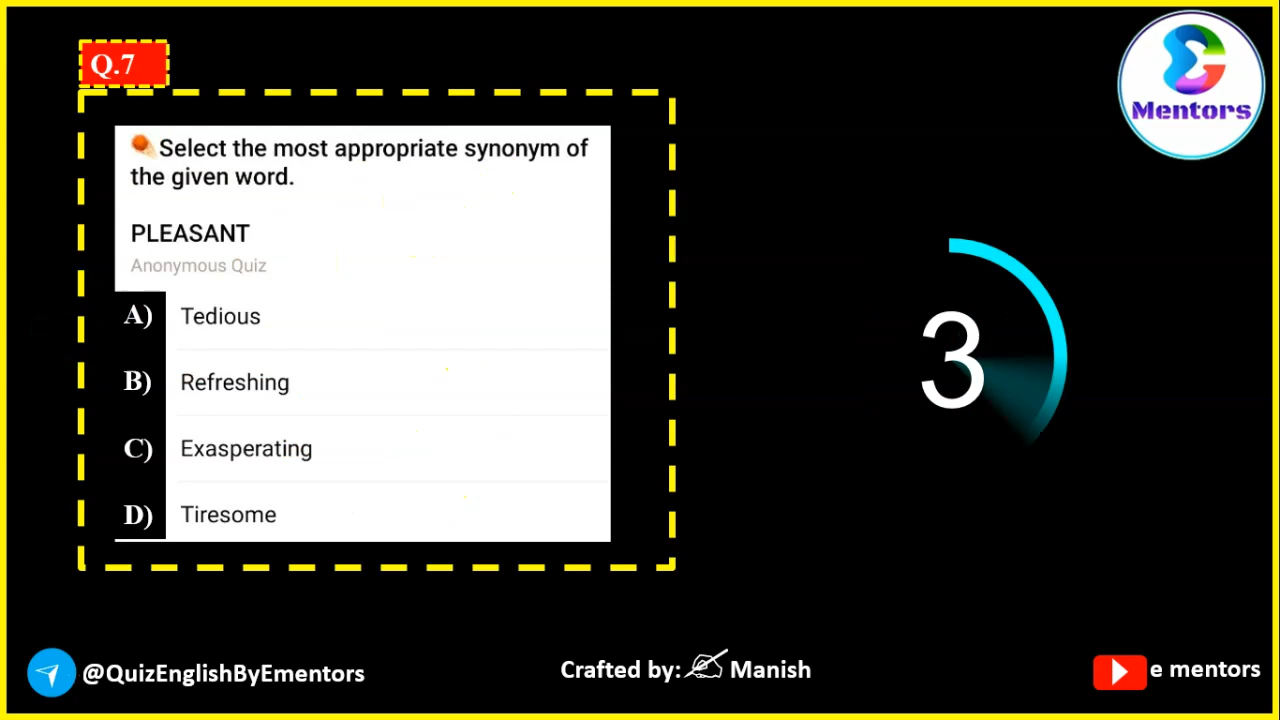 Q.7
Mentors
Select the most appropriate synonym of
the given word.
PLEASANT
Anonymous Quiz
A) Tedious
B) Refreshing
C) Exasperating
D) Tiresome
3
@QuizEnglishByEmentors
Crafted by: Manish
e mentors